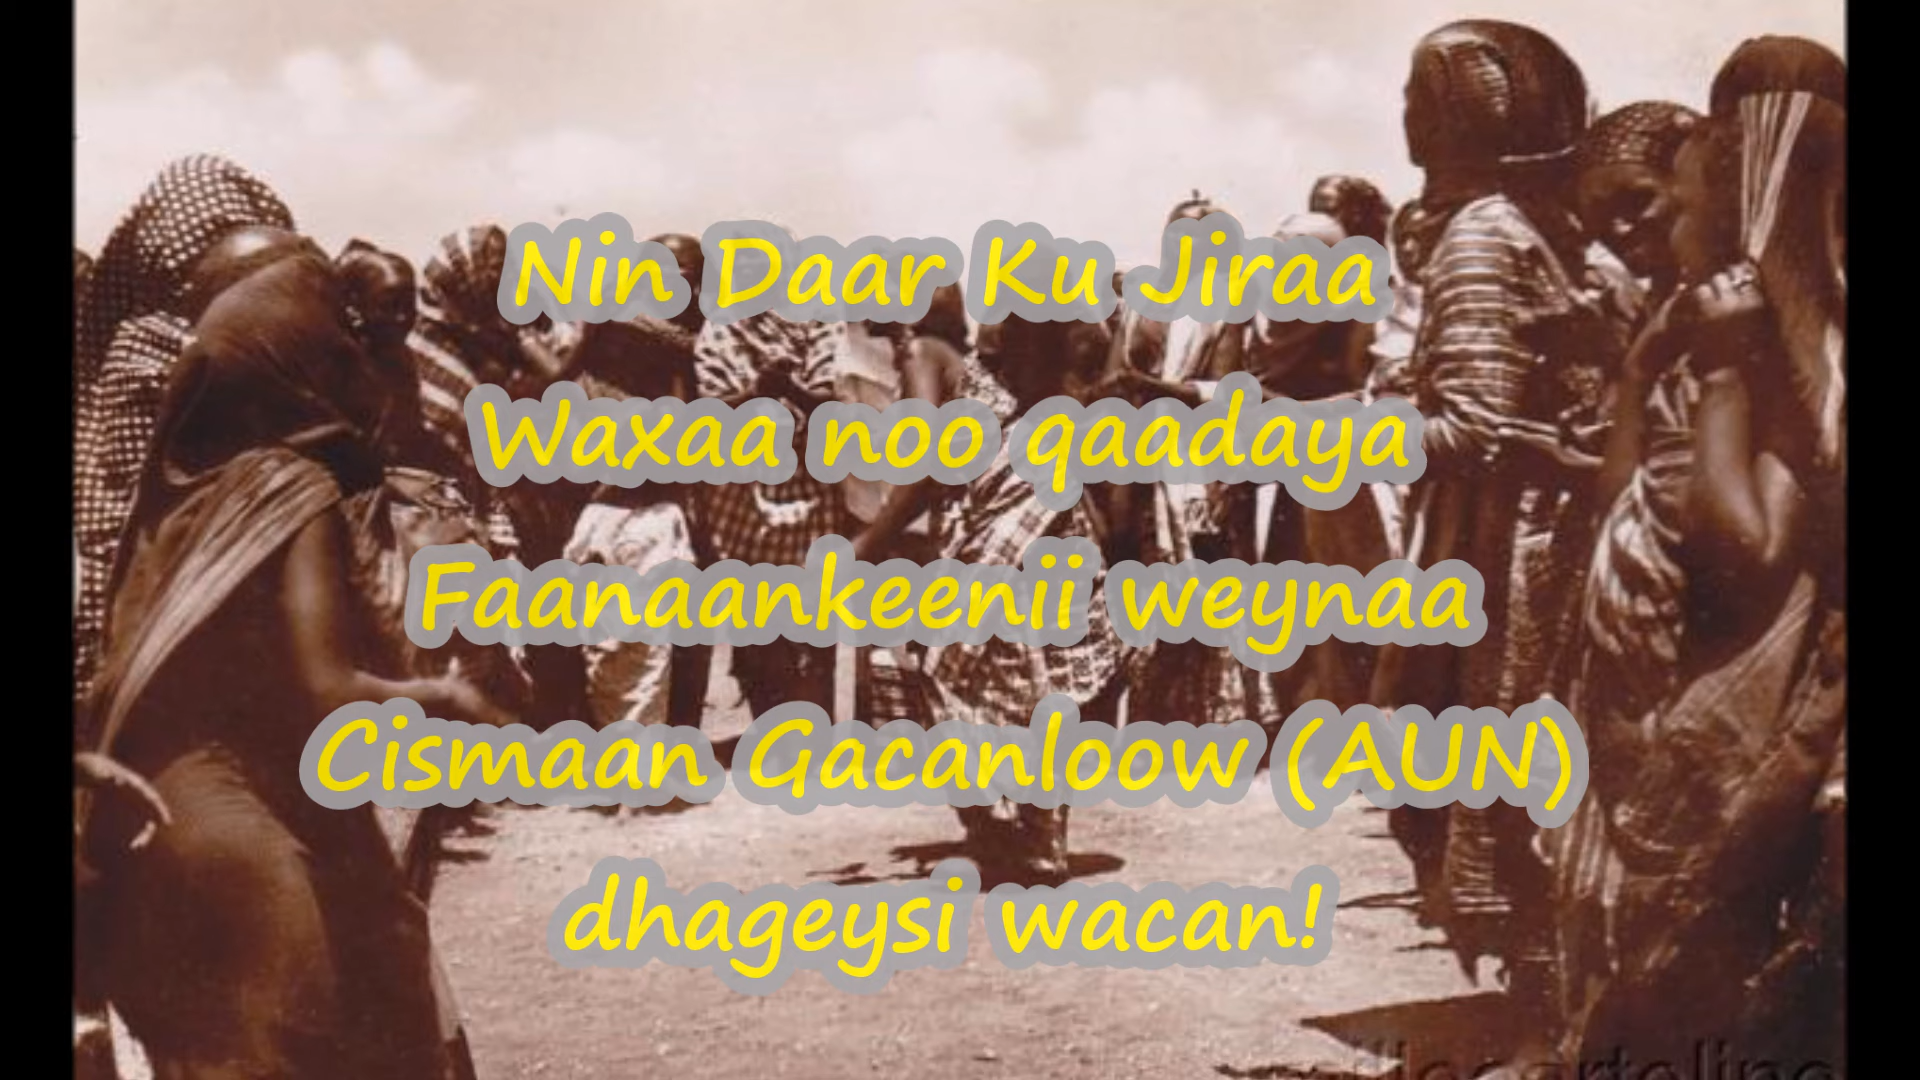 Nin Daar Ku Jiraa
Waxaa noo qaadaya
Faanaankeenii weynaa
Cismaan Gacanloow (AUN)
dhageysi wacan!